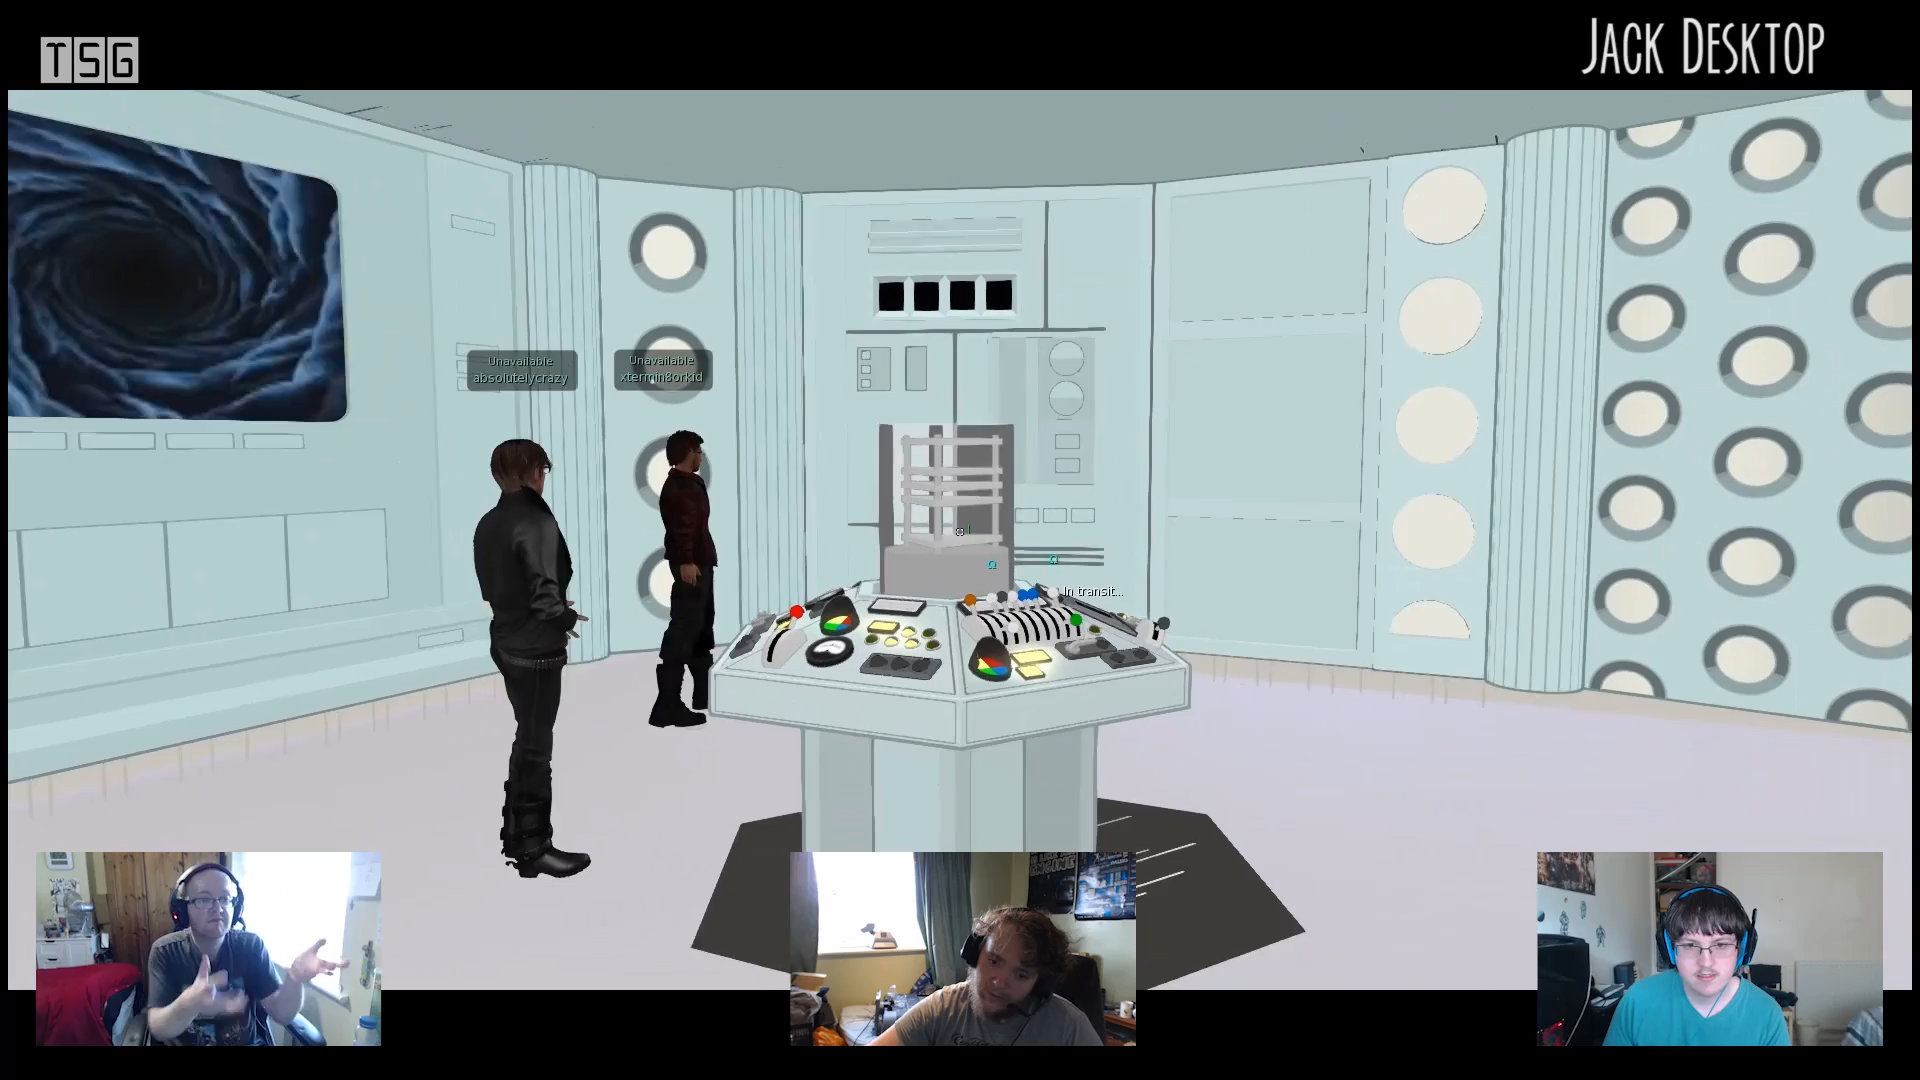 TSG
JACK DESKTOP
Unavailable
absolutelycrazy
Unavailable
xtermin8orkid
In transit...